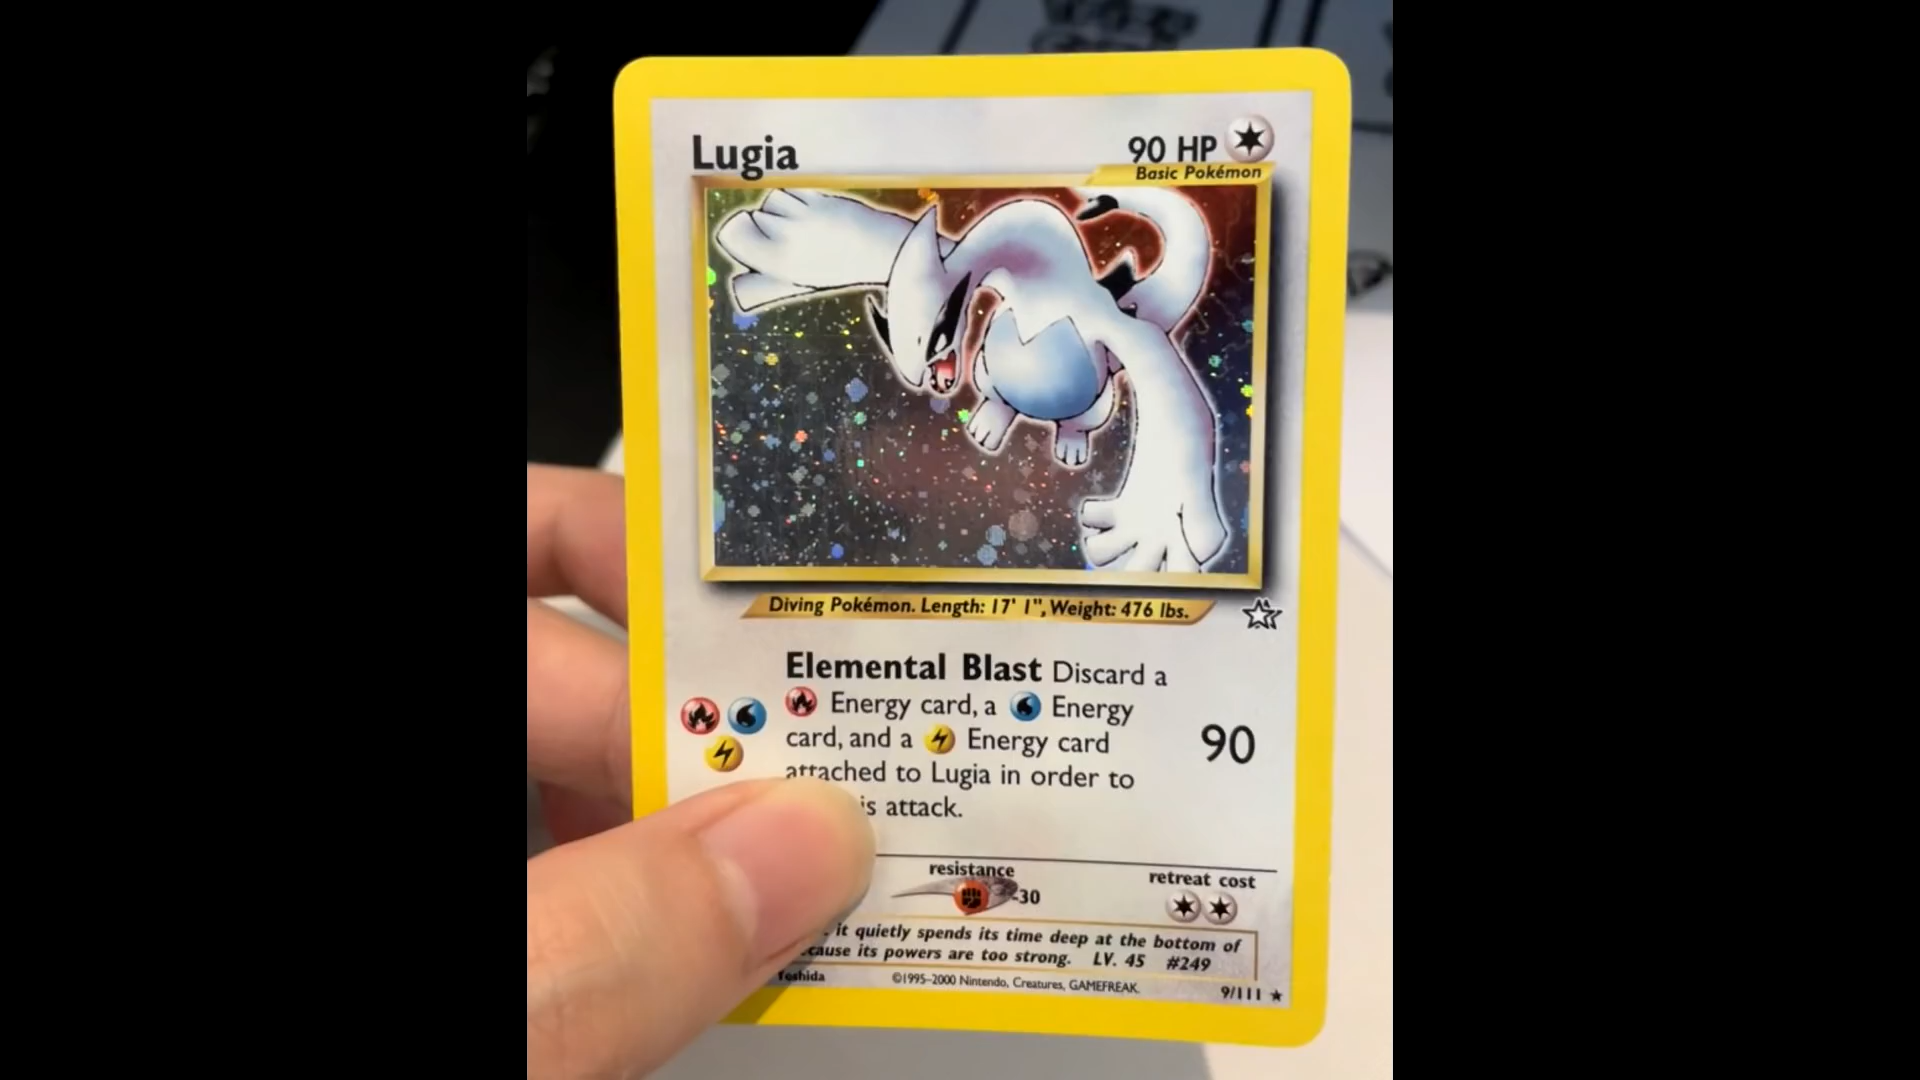 Lugia
90 HP
Basic Pokémon
Diving Pokémon. Length: 17' 1", Weight: 476 lbs.
Elemental Blast Discard a
Energy card, a Energy
card, and a Energy card
attached to Lugia in order to
is attack.
90
resistance
-30
retreat cost
it quietly spends its time deep at the bottom of
cause its powers are too strong. LV. 45 #249
Yoshida
©1995-2000 Nintendo, Creatures, GAMEFREAK.
9/111 ★